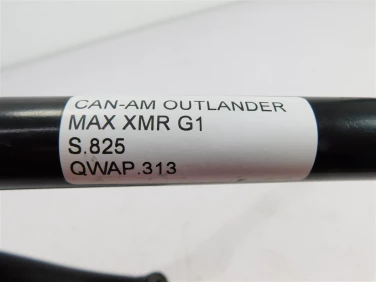 CAN-AM OUTLANDER
MAX XMR G1
S.825
QWAP.313